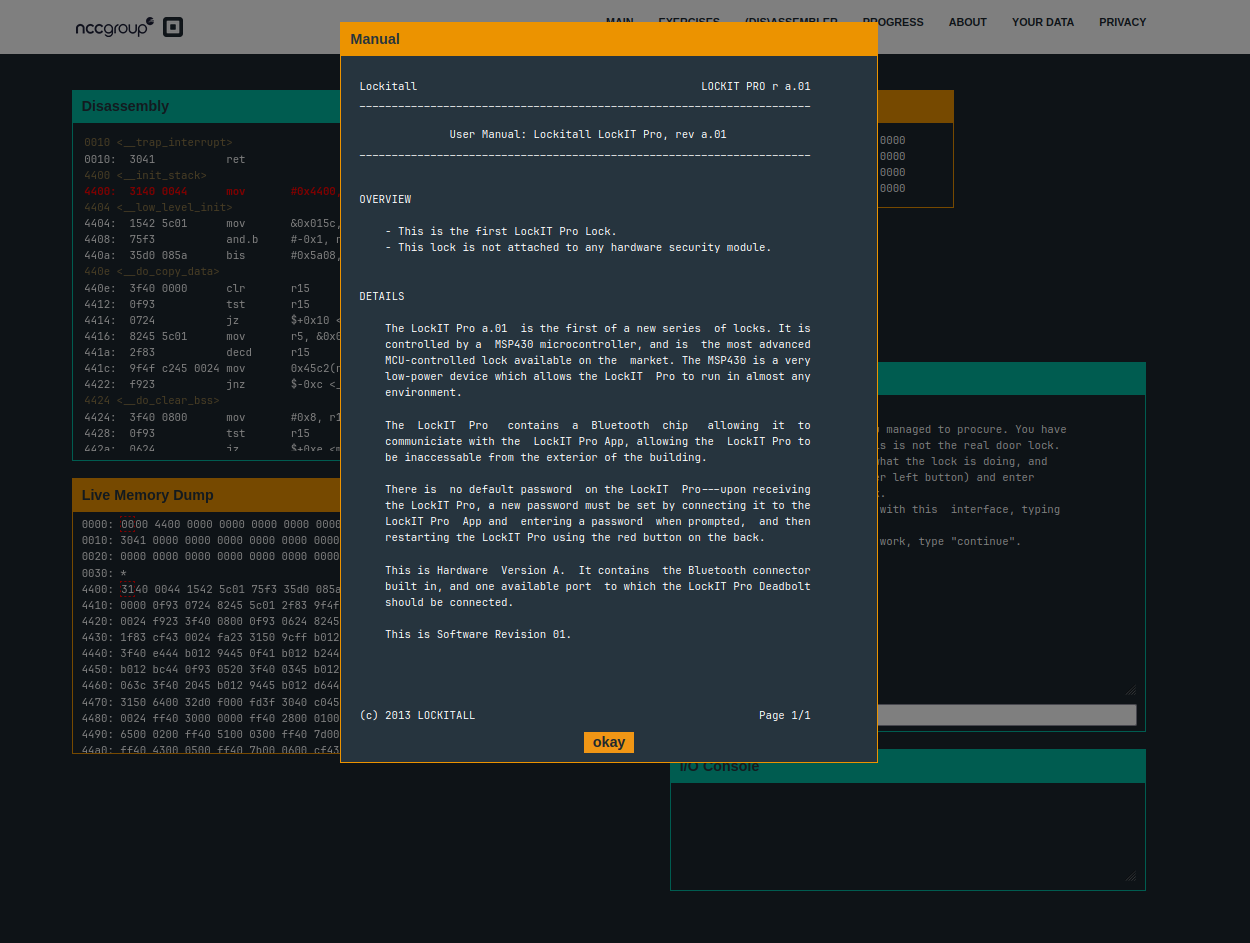 nccgroup
MAIN EXERCISES (DIS)ASSEMBLER PROGRESS ABOUT YOUR DATA PRIVACY
Manual
Lockitall LOCKIT PRO r a.01
User Manual: Lockitall LockIT Pro, rev a.01
OVERVIEW
- This is the first LockIT Pro Lock.
- This lock is not attached to any hardware security module.
DETAILS
The LockIT Pro a.01 is the first of a new series of locks. It is
controlled by a MSP430 microcontroller, and is the most advanced
MCU-controlled lock available on the market. The MSP430 is a very
low-power device which allows the LockIT Pro to run in almost any
environment.
The LockIT Pro contains a Bluetooth chip allowing it to
communiciate with the LockIT Pro App, allowing the LockIT Pro to
be inaccessable from the exterior of the building.
There is no default password on the LockIT Pro---upon receiving
the LockIT Pro, a new password must be set by connecting it to the
LockIT Pro App and entering a password when prompted, and then
restarting the LockIT Pro using the red button on the back.
This is Hardware Version A. It contains the Bluetooth connector
built in, and one available port to which the LockIT Pro Deadbolt
should be connected.
This is Software Revision 01.
(c) 2013 LOCKITALL Page 1/1
okay
Disassembly
0010 <__trap_interrupt>
0010: 3041 ret
4400 <__init_stack>
4400: 3140 0044 mov #0x4400,
4404 <__low_level_init>
4404: 1542 5c01 mov &0x015c,
4408: 75f3 and.b #-0x1,
440a: 35d0 085a bis #0x5a08,
440e <__do_copy_data>
440e: 3f40 0000 clr r15
4412: 0f93 tst r15
4414: 0724 jz $+0x10 <
4416: 8245 5c01 mov r5,
441a: 2f83 decd r15
441c: 9f4f c245 0024 mov 0x45c2(
4422: f923 jnz $-0xc
4424 <__do_clear_bss>
4424: 3f40 0800 mov #0x8,
4428: 0f93 tst r15
442a: 0624 jz $+0xe
Live Memory Dump
0000: 0000 4400 0000 0000 0000 0000 0000
0010: 3041 0000 0000 0000 0000 0000 0000
0020: 0000 0000 0000 0000 0000 0000 0000
0030: *
4400: 3140 0044 1542 5c01 75f3 35d0 085a
4410: 0000 0f93 0724 8245 5c01 2f83 9f4f
4420: 0024 f923 3f40 0800 0f93 0624 8245
4430: 1f83 cf43 0024 fa23 3150 9cff b012
4440: 3f40 e444 b012 9445 0f41 b012 b244
4450: b012 bc44 0f93 0520 3f40 0345 b012
4460: 063c 3f40 2045 b012 9445 b012 d644
4470: 3150 6400 32d0 f000 fd3f 3040 c045
4480: 0024 ff40 3000 0000 ff40 2800 0100
4490: 6500 0200 ff40 5100 0300 ff40 7d00
44a0: ff40 4300 0500 ff40 7b00 0600 cf43
0000
0000
0000
0000
managed to procure. You have
is is not the real door lock.
what the lock is doing, and
left button) and enter
with this interface, typing
work, type "continue".
I/O Console